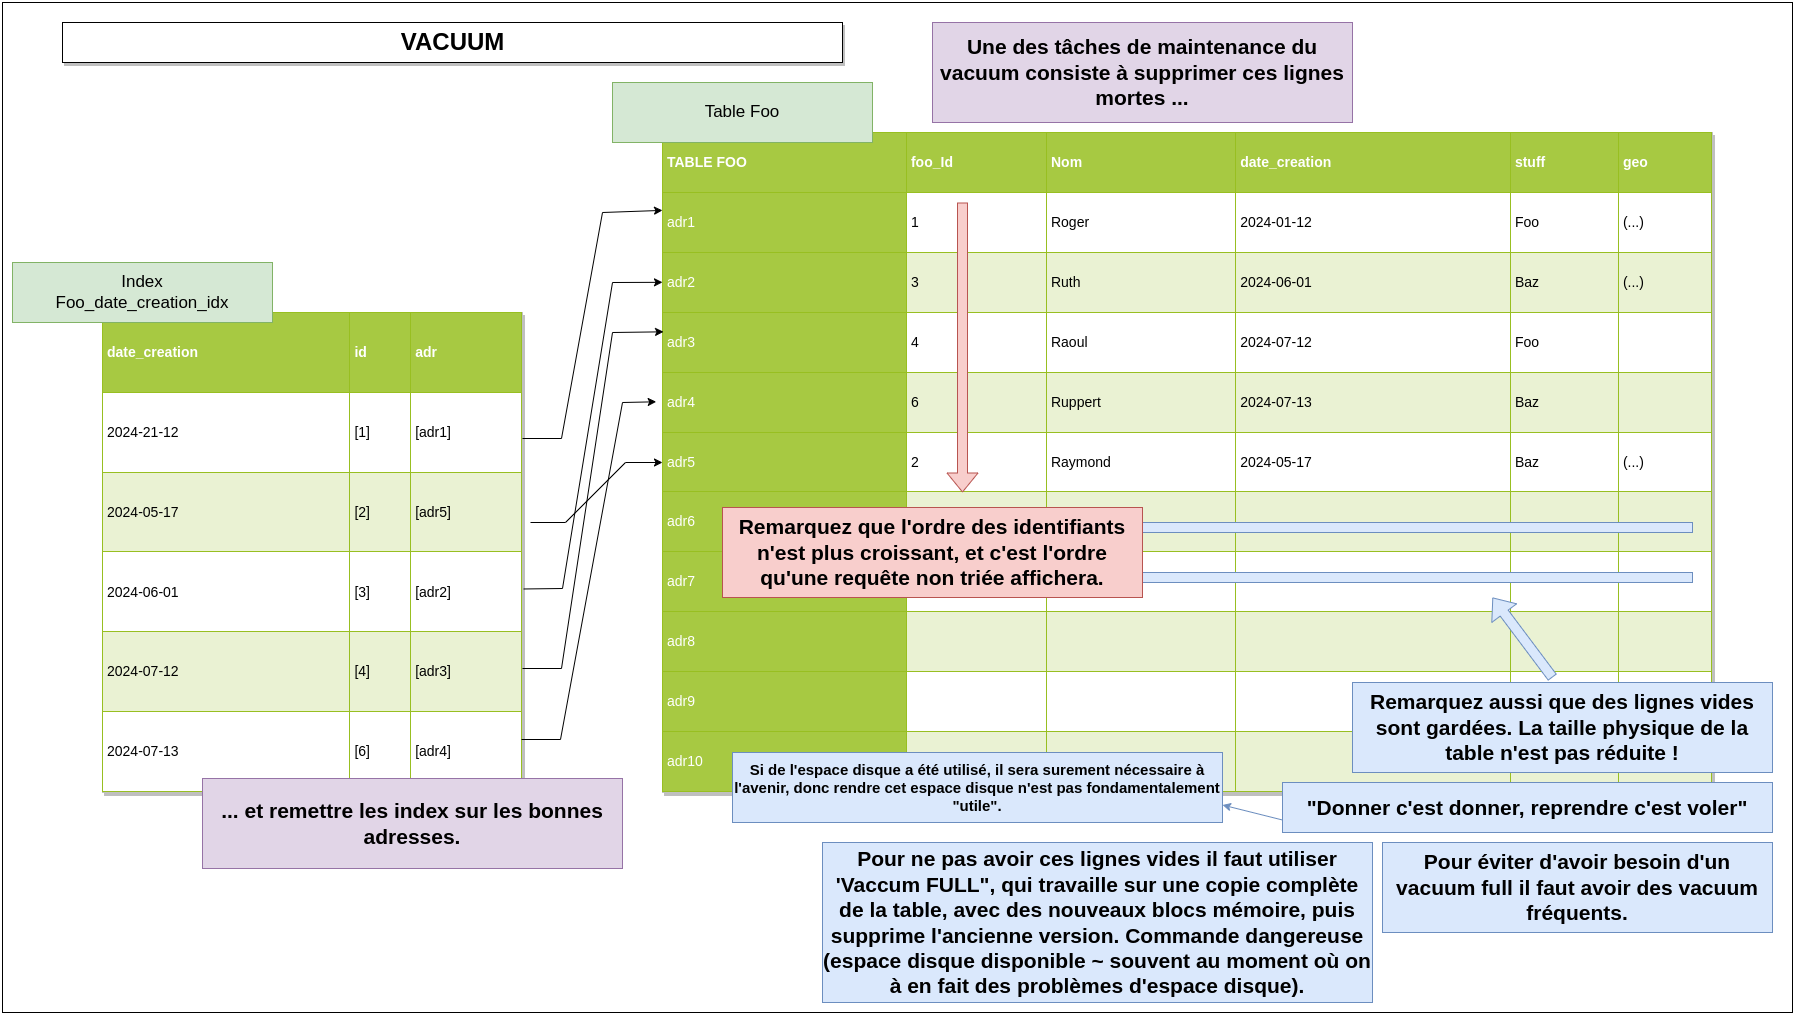 VACUUM
Une des tâches de maintenance du
vacuum consiste à supprimer ces lignes
mortes ...
Table Foo
TABLE FOO foo_Id Nom date_creation stuff geo
adr1 1 Roger 2024-01-12 Foo (...)
adr2 3 Ruth 2024-06-01 Baz (...)
adr3 4 Raoul 2024-07-12 Foo
adr4 6 Ruppert 2024-07-13 Baz
adr5 2 Raymond 2024-05-17 Baz (...)
adr6
adr7
adr8
adr9
adr10
Index
Foo_date_creation_idx
date_creation id adr
2024-21-12 [1] [adr1]
2024-05-17 [2] [adr5]
2024-06-01 [3] [adr2]
2024-07-12 [4] [adr3]
2024-07-13 [6] [adr4]
Remarquez que l'ordre des identifiants
n'est plus croissant, et c'est l'ordre
qu'une requête non triée affichera.
Remarquez aussi que des lignes vides
sont gardées. La taille physique de la
table n'est pas réduite !
Si de l'espace disque a été utilisé, il sera surement nécessaire à
l'avenir, donc rendre cet espace disque n'est pas fondamentalement
"utile".
"Donner c'est donner, reprendre c'est voler"
... et remettre les index sur les bonnes
adresses.
Pour ne pas avoir ces lignes vides il faut utiliser
'Vaccum FULL", qui travaille sur une copie complète
de la table, avec des nouveaux blocs mémoire, puis
supprime l'ancienne version. Commande dangereuse
(espace disque disponible ~ souvent au moment où on
à en fait des problèmes d'espace disque).
Pour éviter d'avoir besoin d'un
vacuum full il faut avoir des vacuum
fréquents.